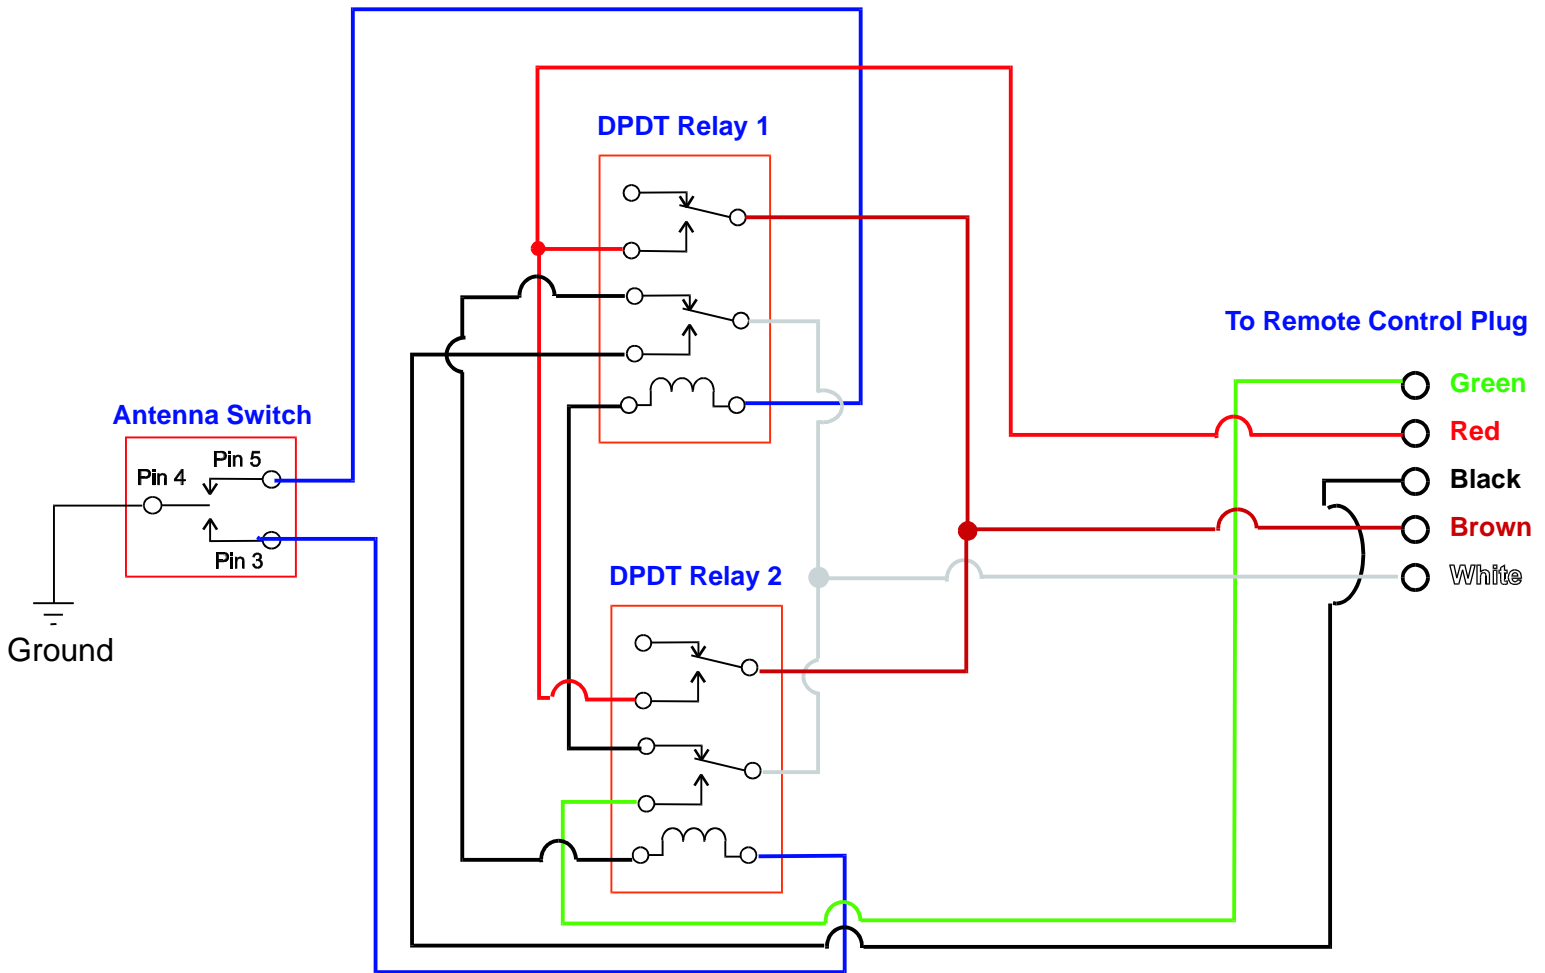 DPDT Relay 1
To Remote Control Plug
Green
Antenna Switch
Red
Pin 5
Pin 4
Black
Brown
Pin 3
DPDT Relay 2
White
Ground